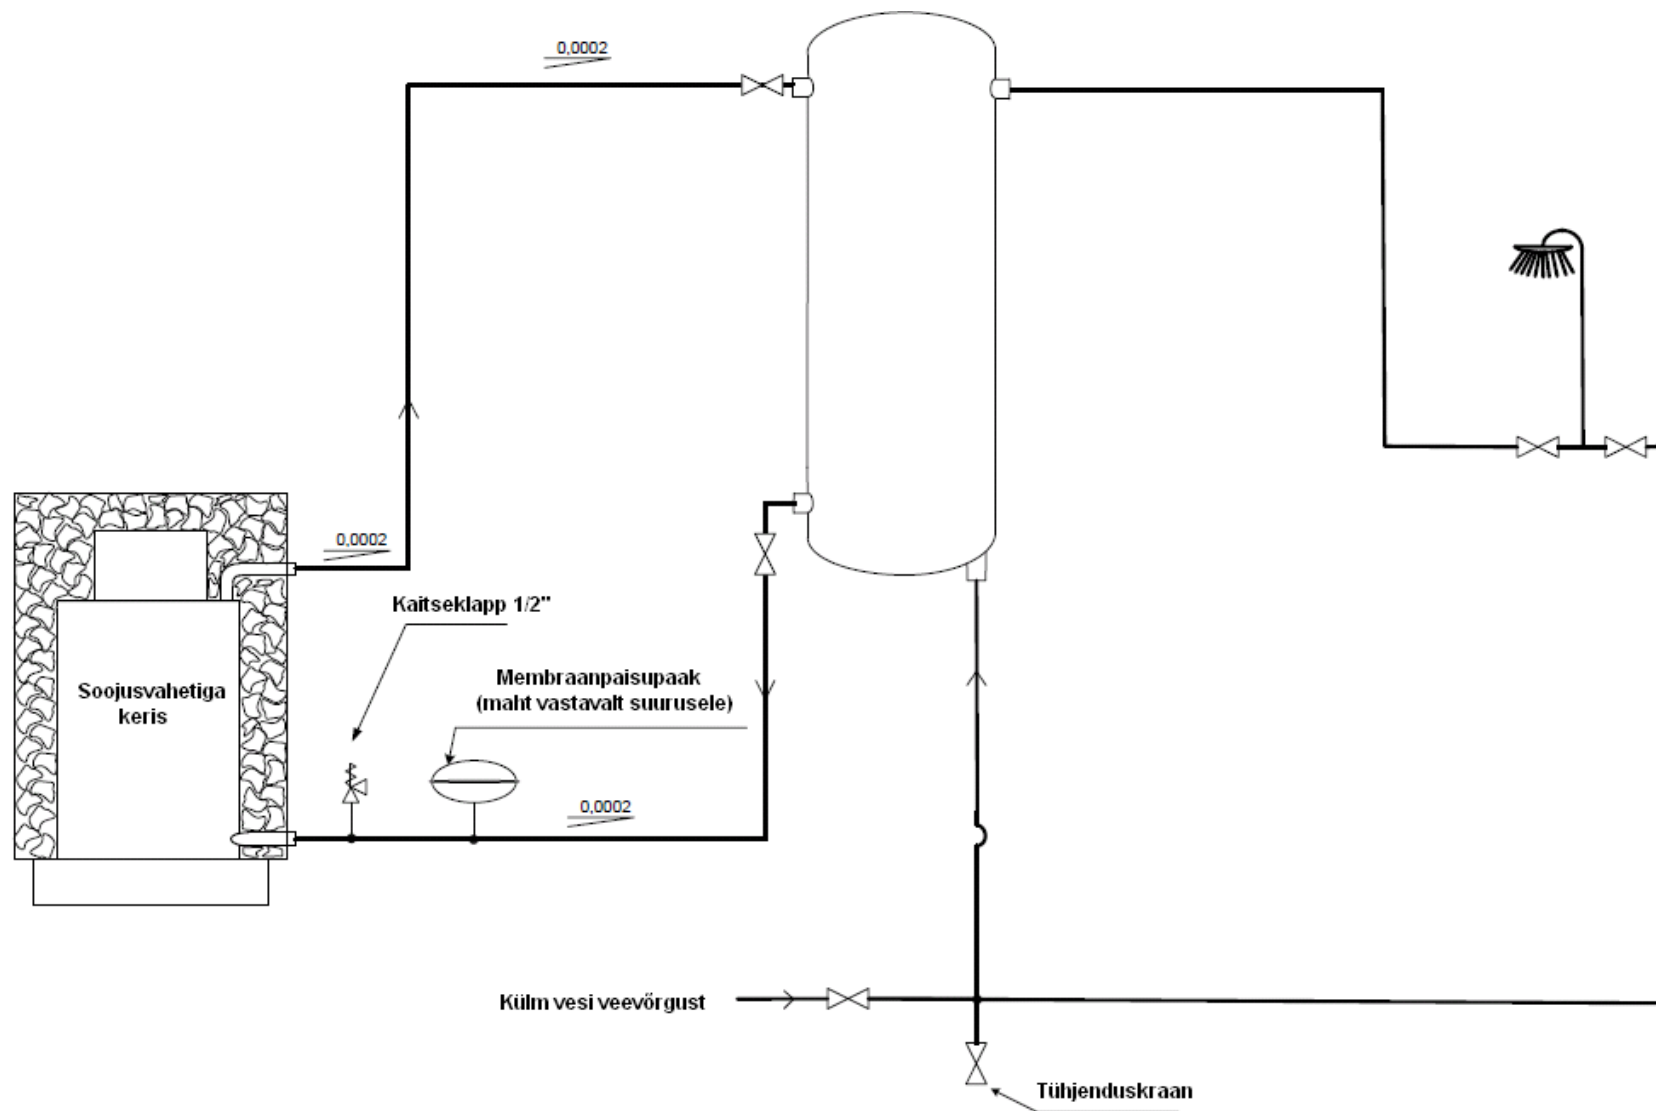 0,0002
0,0002
Kaitseklapp 1/2"
Membraanpaisupaak
(maht vastavalt suurusele)
Soojusvahetiga
keris
0,0002
Külm vesi veevõrgust
Tühjenduskraan